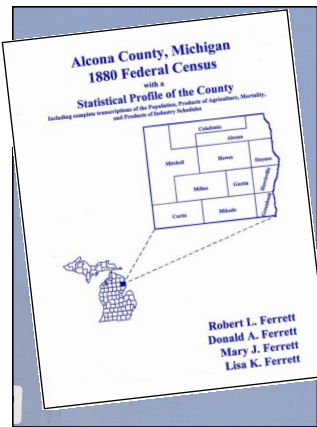 Alcona County, Michigan
1880 Federal Census
with a
Statistical Profile of the County
Including complete transcriptions of the Population, Products of Agriculture, Mortality,
and Products of Industry Schedules
Caledonia
Alcona
Mitchell
Hawes
Haynes
Millen
Gustin
Harrisville
Curtis
Mikado
Greenbush
Robert L. Ferrett
Donald A. Ferrett
Mary J. Ferrett
Lisa K. Ferrett